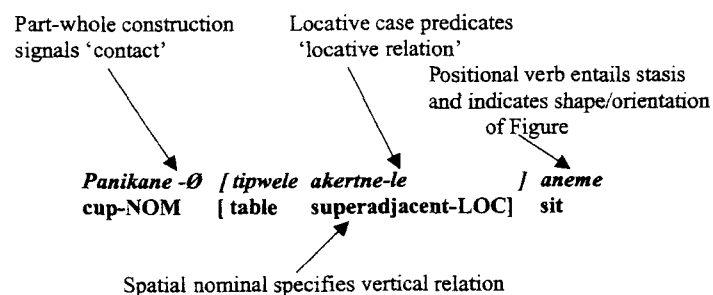 Part-whole construction
signals ‘contact’
Locative case predicates
‘locative relation’
Positional verb entails stasis
and indicates shape/orientation
of Figure
Panikane -Ø [ tipwele akertne-le ] aneme
cup-NOM [ table superadjacent-LOC] sit
Spatial nominal specifies vertical relation